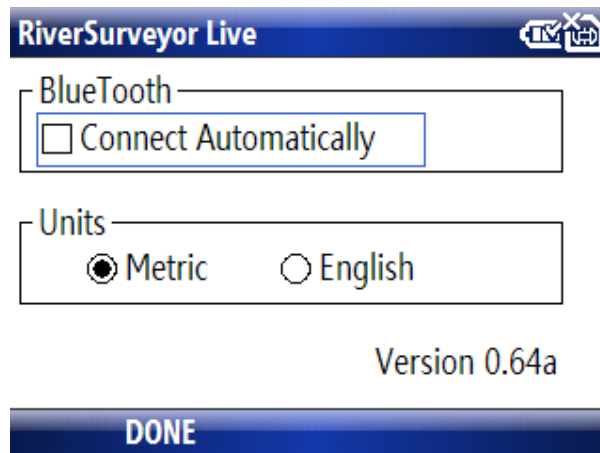 RiverSurveyor Live
BlueTooth
Connect Automatically
Units
Metric English
Version 0.64a
DONE